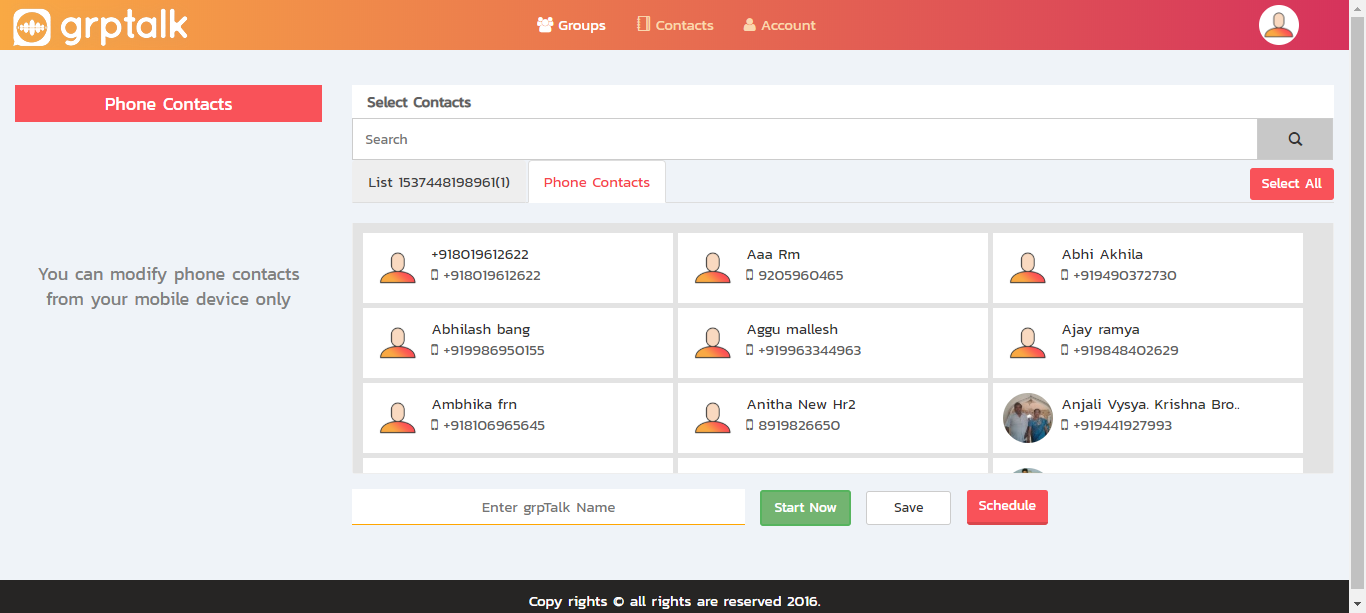 grptalk
Groups
Contacts
Account
Phone Contacts
You can modify phone contacts
from your mobile device only
Select Contacts
Search
List 1537448198961(1)
Phone Contacts
Select All
+918019612622
+918019612622
Aaa Rm
9205960465
Abhi Akhila
+919490372730
Abhilash bang
+919986950155
Aggu mallesh
+919963344963
Ajay ramya
+919848402629
Ambhika frn
+918106965645
Anitha New Hr2
8919826650
Anjali Vysya. Krishna Bro..
+919441927993
Enter grpTalk Name
Start Now
Save
Schedule
Copy rights © all rights are reserved 2016.